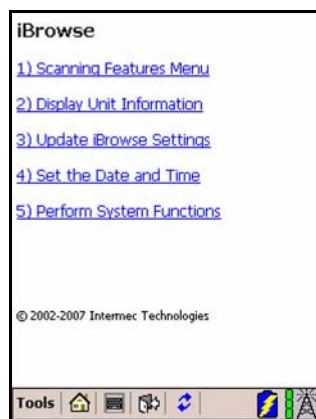 iBrowse
1) Scanning Features Menu
2) Display Unit Information
3) Update iBrowse Settings
4) Set the Date and Time
5) Perform System Functions
© 2002-2007 Intermec Technologies
Tools